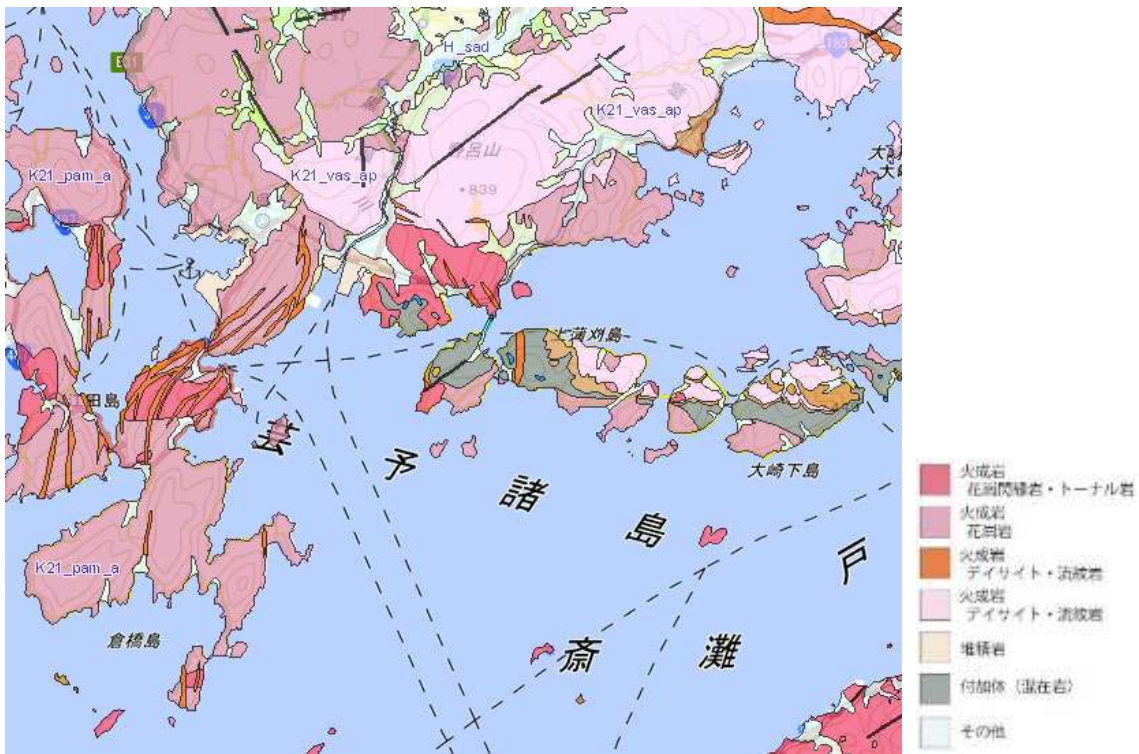 H_sad
E31
185
31
K21_vas_ap
野呂山
・839
K21_pam_a
K21_vas_ap
487
上蒲刈島
江田島
芸予諸島
大崎下島
K21_pam_a
倉橋島
斎灘
戸
火成岩
花崗閃緑岩・トーナル岩
火成岩
花崗岩
火成岩
デイサイト・流紋岩
火成岩
デイサイト・流紋岩
堆積岩
付加体（混在岩）
その他